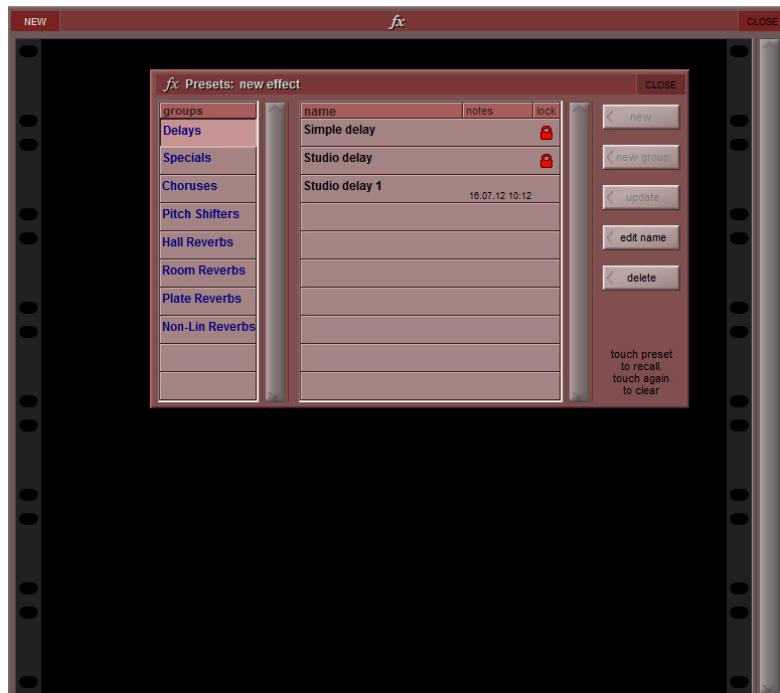 NEW
fx
CLOSE
fx Presets: new effect
CLOSE
groups
Delays
Specials
Choruses
Pitch Shifters
Hall Reverbs
Room Reverbs
Plate Reverbs
Non-Lin Reverbs
name notes lock
Simple delay
Studio delay
Studio delay 1 16.07.12 10:12
new
new group
update
edit name
delete
touch preset
to recall.
touch again
to clear